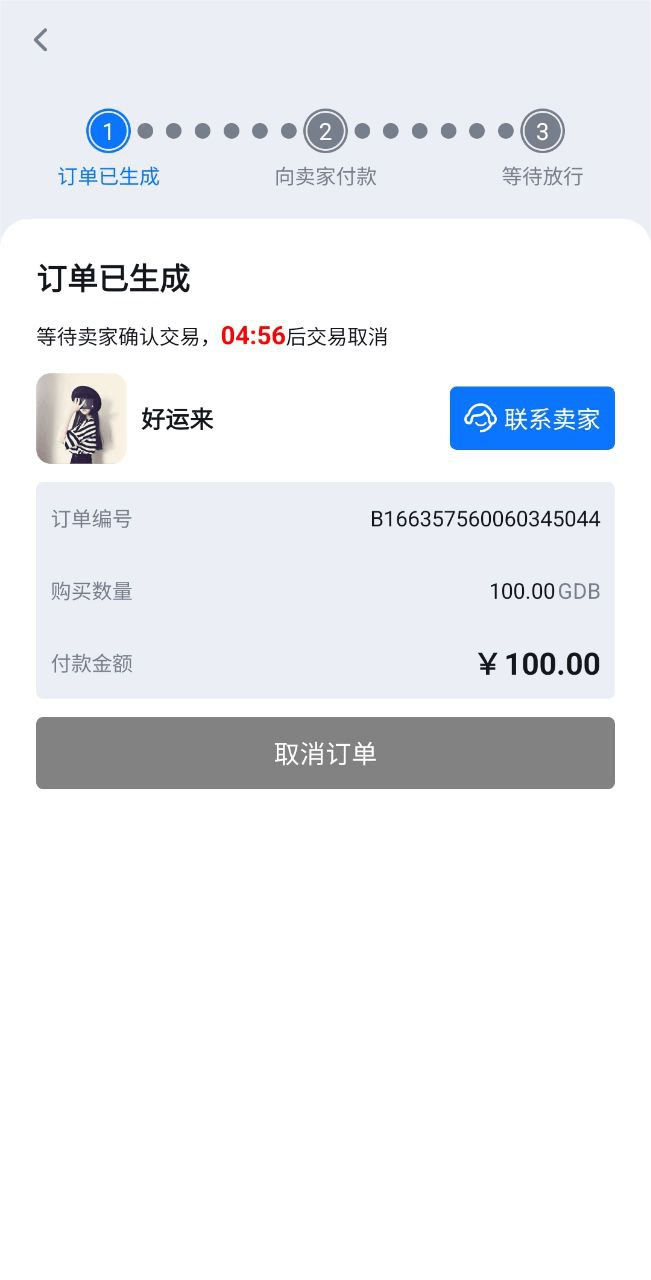 1 2 3
订单已生成 向卖家付款 等待放行
订单已生成
等待卖家确认交易，04:56后交易取消
好运来 联系卖家
订单编号 B166357560060345044
购买数量 100.00GDB
付款金额 ¥100.00
取消订单